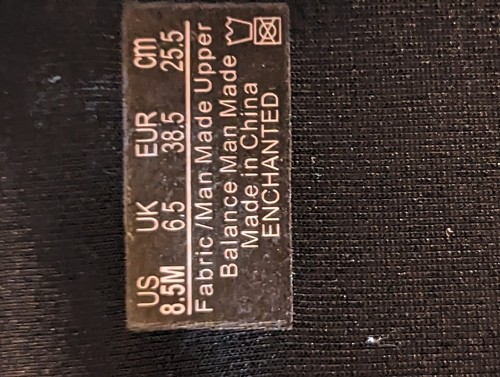 US UK EUR cm
8.5M 6.5 38.5 25.5
Fabric/Man Made Upper
Balance Man Made
Made in China
ENCHANTED